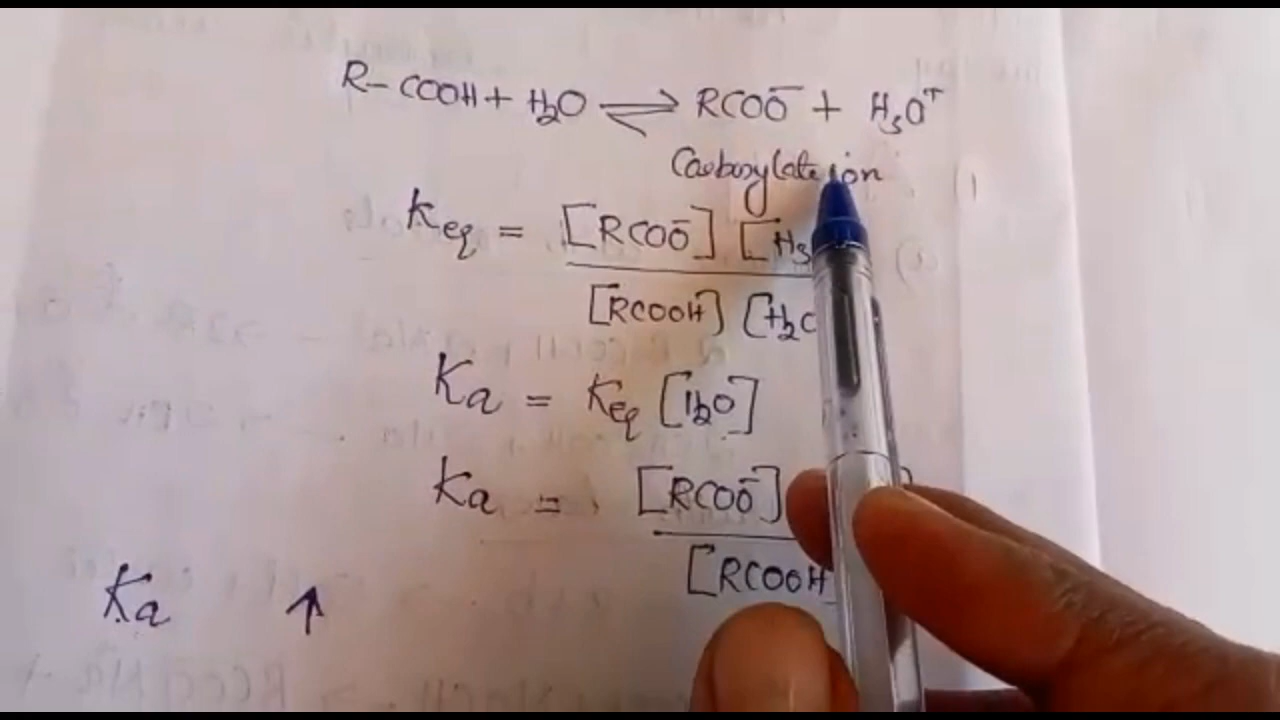 R-COOH + H₂O ⇌ RCOO⁻ + H₃O⁺
Carboxylate ion
Keq = [RCOO⁻] [H₃
[RCOOH] [H₂O
Ka = Keq [H₂O]
Ka = [RCOO⁻] ]
[RCOOH
Ka ↑